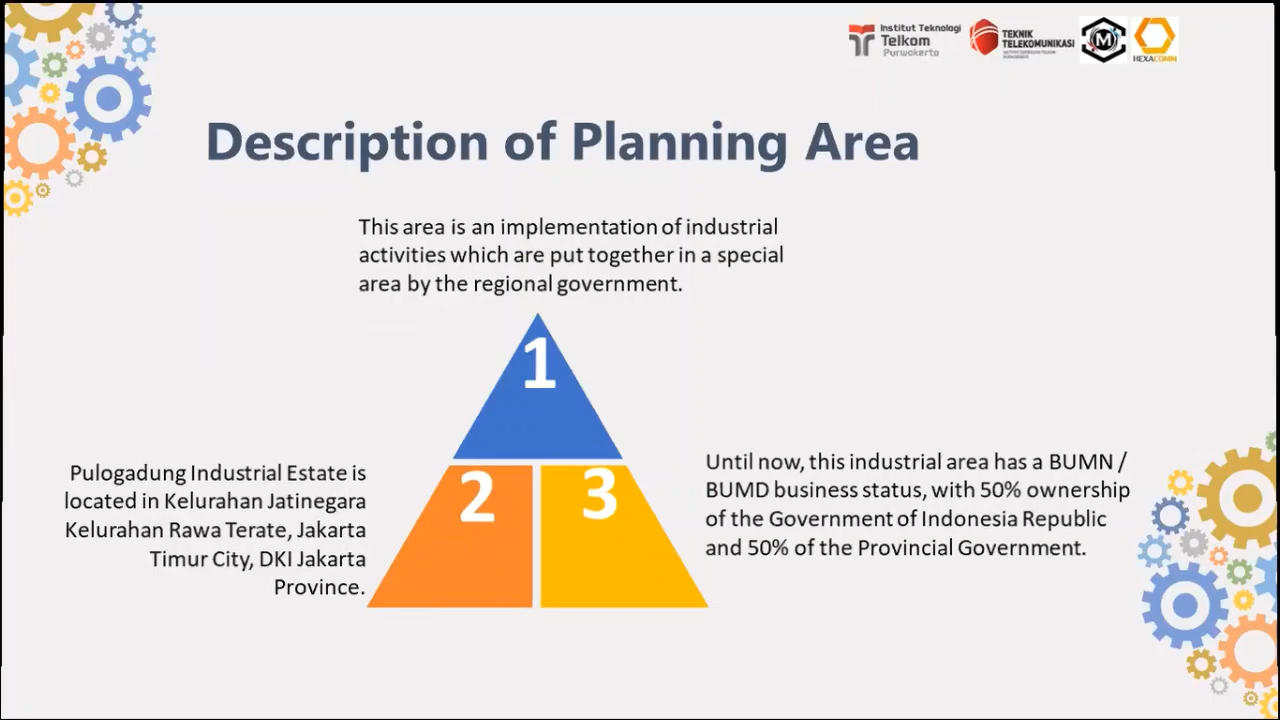 Institut Teknologi
Telkom
Purwokerto
TEKNIK
TELEKOMUNIKASI
M
HEXACOMM
Description of Planning Area
This area is an implementation of industrial
activities which are put together in a special
area by the regional government.
1
2
3
Pulogadung Industrial Estate is
located in Kelurahan Jatinegara
Kelurahan Rawa Terate, Jakarta
Timur City, DKI Jakarta
Province.
Until now, this industrial area has a BUMN /
BUMD business status, with 50% ownership
of the Government of Indonesia Republic
and 50% of the Provincial Government.